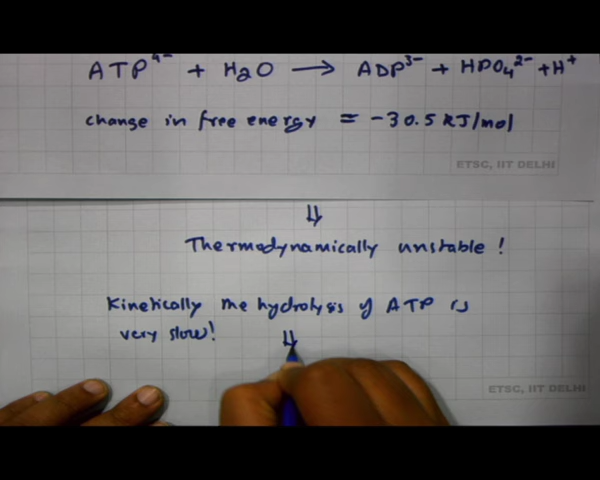 ATP⁴⁻ + H₂O ⟶ ADP³⁻ + HPO₄²⁻ + H⁺
change in free energy = -30.5 KJ/mol
ETSC, IIT DELHI
⇓
Thermodynamically unstable !
Kinetically the hydrolysis of ATP is
very slow!
⇓
ETSC, IIT DELHI